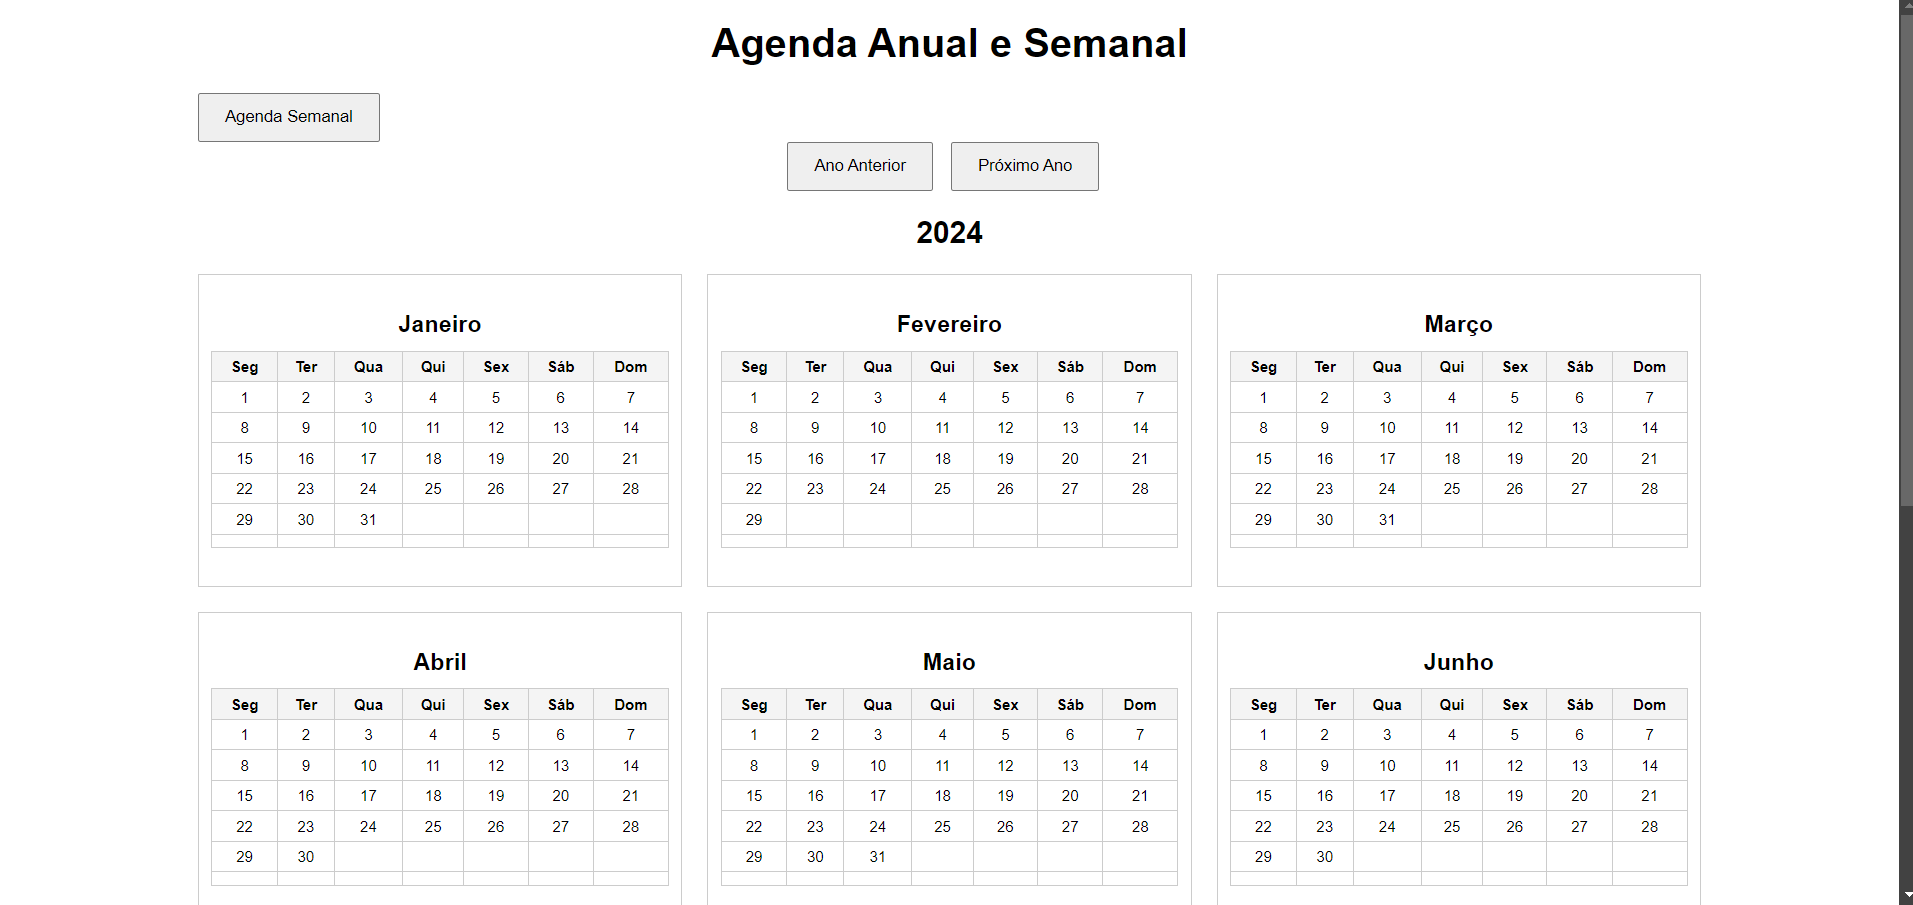 Agenda Anual e Semanal
Agenda Semanal
Ano Anterior Próximo Ano
2024
Janeiro
Seg Ter Qua Qui Sex Sáb Dom
1 2 3 4 5 6 7
8 9 10 11 12 13 14
15 16 17 18 19 20 21
22 23 24 25 26 27 28
29 30 31
Fevereiro
Seg Ter Qua Qui Sex Sáb Dom
1 2 3 4 5 6 7
8 9 10 11 12 13 14
15 16 17 18 19 20 21
22 23 24 25 26 27 28
29
Março
Seg Ter Qua Qui Sex Sáb Dom
1 2 3 4 5 6 7
8 9 10 11 12 13 14
15 16 17 18 19 20 21
22 23 24 25 26 27 28
29 30 31
Abril
Seg Ter Qua Qui Sex Sáb Dom
1 2 3 4 5 6 7
8 9 10 11 12 13 14
15 16 17 18 19 20 21
22 23 24 25 26 27 28
29 30
Maio
Seg Ter Qua Qui Sex Sáb Dom
1 2 3 4 5 6 7
8 9 10 11 12 13 14
15 16 17 18 19 20 21
22 23 24 25 26 27 28
29 30 31
Junho
Seg Ter Qua Qui Sex Sáb Dom
1 2 3 4 5 6 7
8 9 10 11 12 13 14
15 16 17 18 19 20 21
22 23 24 25 26 27 28
29 30